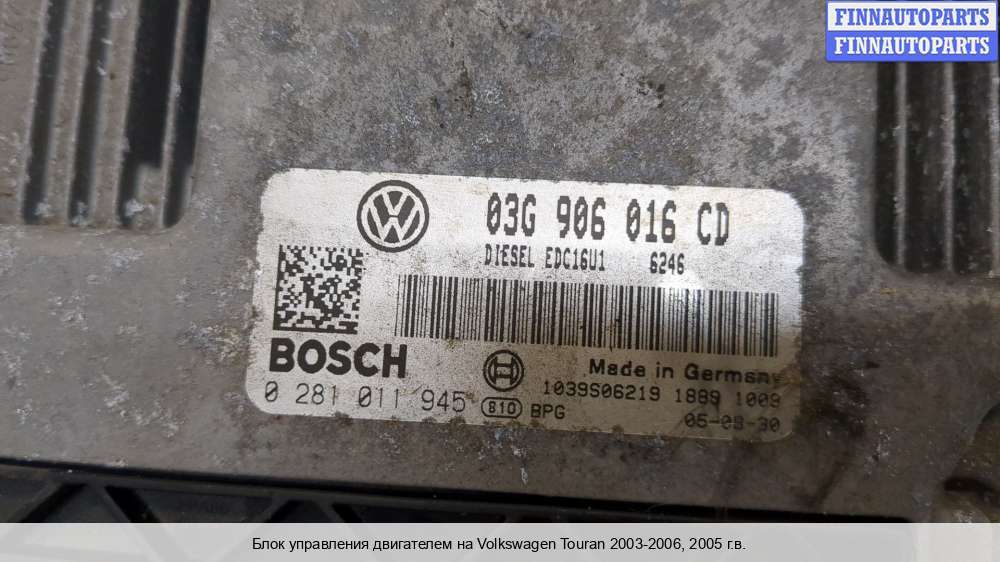 FINNAUTOPARTS
FINNAUTOPARTS
03G 906 016 CD
DIESEL EDC16U1 6246
BOSCH
Made in Germany
0 281 011 945
1039S06219 1889 1009
810 BPG
05-08-30
Блок управления двигателем на Volkswagen Touran 2003-2006, 2005 г.в.